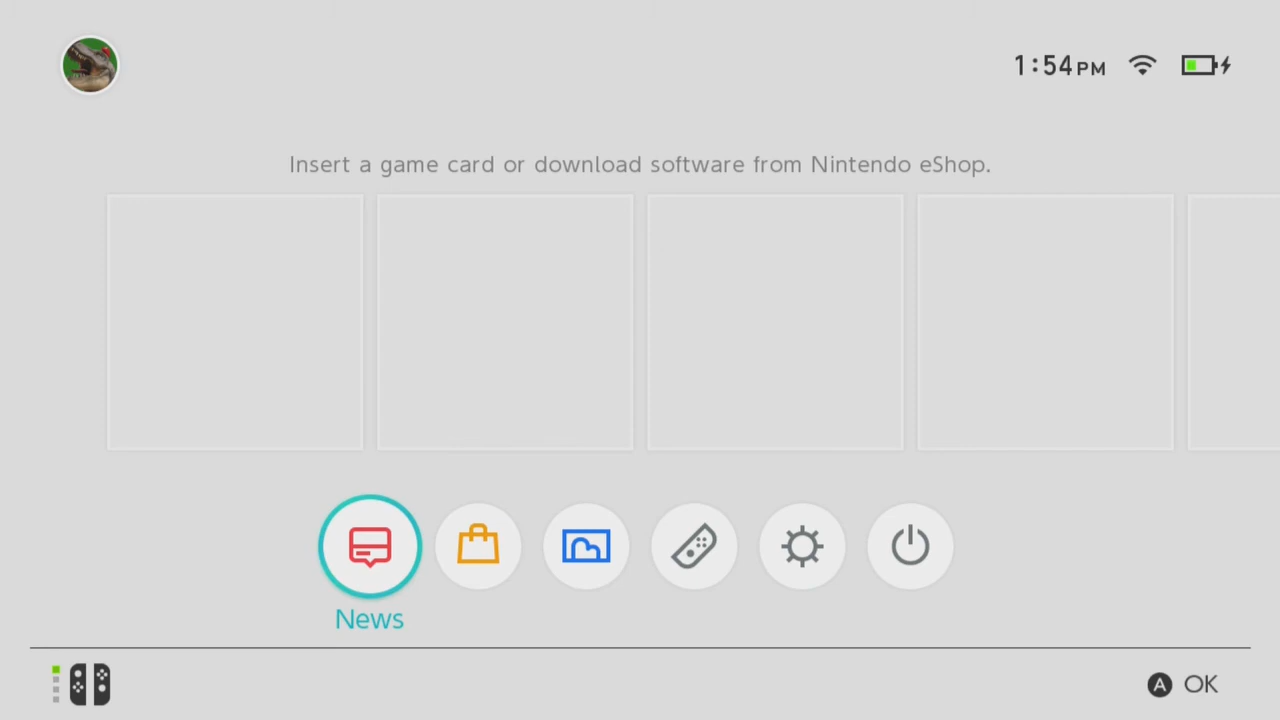 1:54 PM
Insert a game card or download software from Nintendo eShop.
News
A OK